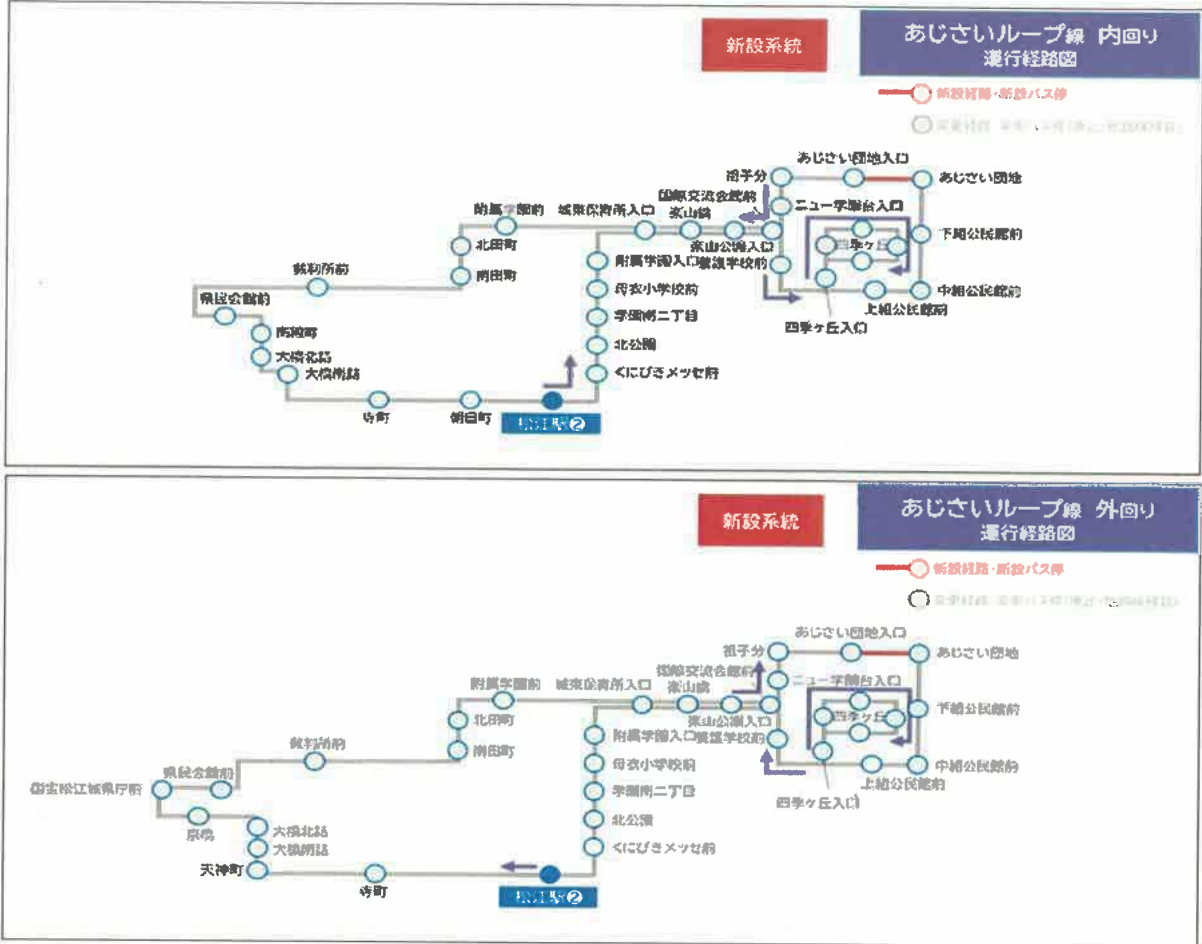 新設系統
あじさいループ線 内回り
運行経路図
新設経路・新設バス停
あじさい団地入口
祖子分
あじさい団地
国際交流会館前
ニュー学園台入口
附属学園前
城東保育所入口
楽山橋
北田町
楽山公園入口
四季ヶ丘
下組公民館前
附属学園入口
養護学校前
南田町
裁判所前
母衣小学校前
中組公民館前
県民会館前
上組公民館前
学園南二丁目
四季ヶ丘入口
南殿町
北公園
大橋北詰
大橋南詰
くにびきメッセ前
寺町
朝日町
松江駅❷
新設系統
あじさいループ線 外回り
運行経路図
新設経路・新設バス停
あじさい団地入口
祖子分
あじさい団地
国際交流会館前
ニュー学園台入口
附属学園前
城東保育所入口
楽山橋
北田町
楽山公園入口
四季ヶ丘
下組公民館前
附属学園入口
養護学校前
南田町
裁判所前
母衣小学校前
中組公民館前
県民会館前
上組公民館前
国宝松江城県庁前
学園南二丁目
四季ヶ丘入口
京橋
北公園
大橋北詰
大橋南詰
くにびきメッセ前
天神町
寺町
松江駅❷